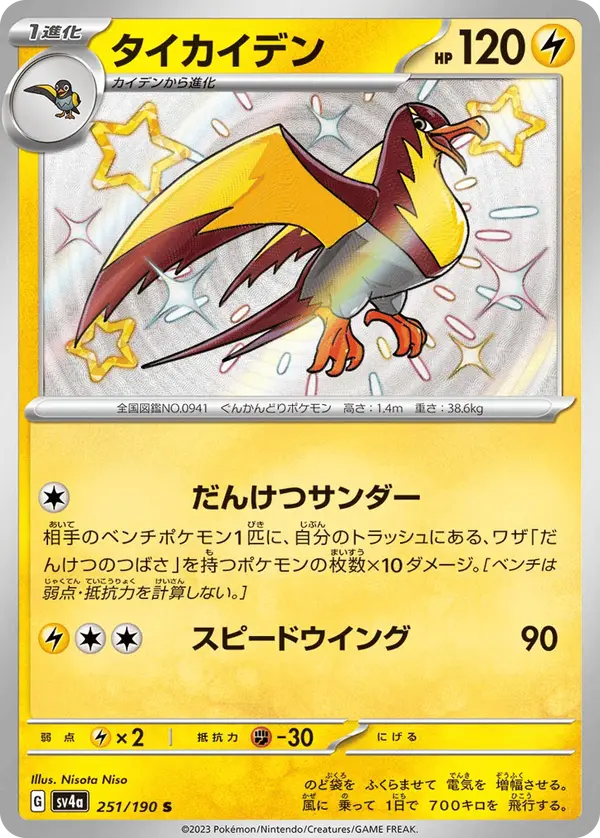 1進化
タイカイデン
HP 120
カイデンから進化
全国図鑑NO.0941 ぐんかんどりポケモン 高さ:1.4m 重さ:38.6kg
だんけつサンダー
相手のベンチポケモン1匹に、自分のトラッシュにある、ワザ「だ
んけつのつばさ」を持つポケモンの枚数×10ダメージ。[ベンチは
弱点・抵抗力を計算しない。]
スピードウイング 90
弱点 ×2 抵抗力 -30 にげる
Illus. Nisota Niso
G sv4a 251/190 S
のど袋を ふくらませて 電気を 増幅させる。
風に 乗って 1日で 700キロを 飛行する。
©2023 Pokémon/Nintendo/Creatures/GAME FREAK.